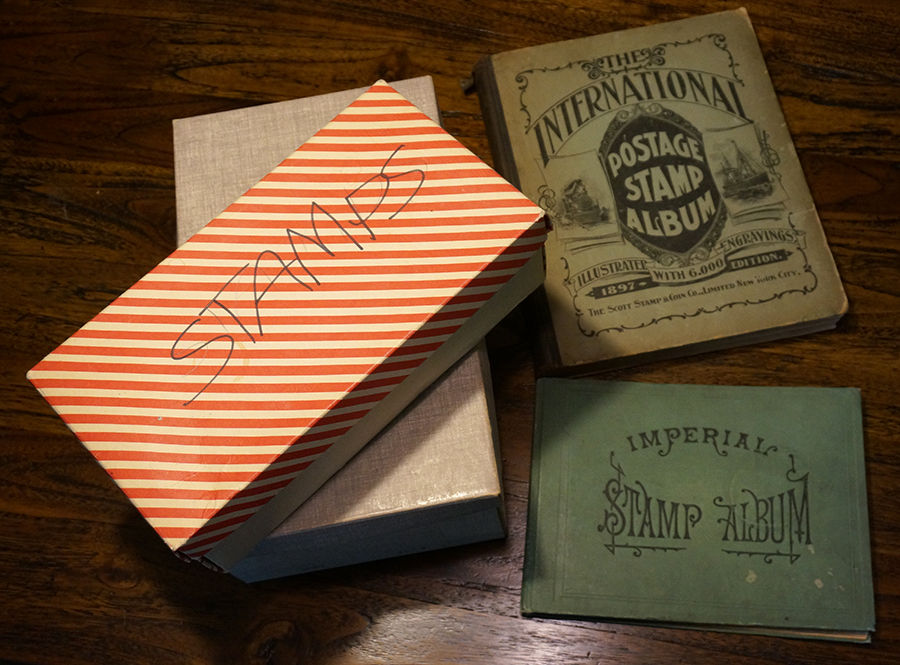 STAMPS
THE
INTERNATIONAL
POSTAGE
STAMP
ALBUM
ILLUSTRATED WITH 6,000 ENGRAVINGS
1897 EDITION.
THE SCOTT STAMP & COIN CO., LIMITED NEW YORK CITY.
IMPERIAL
STAMP ALBUM